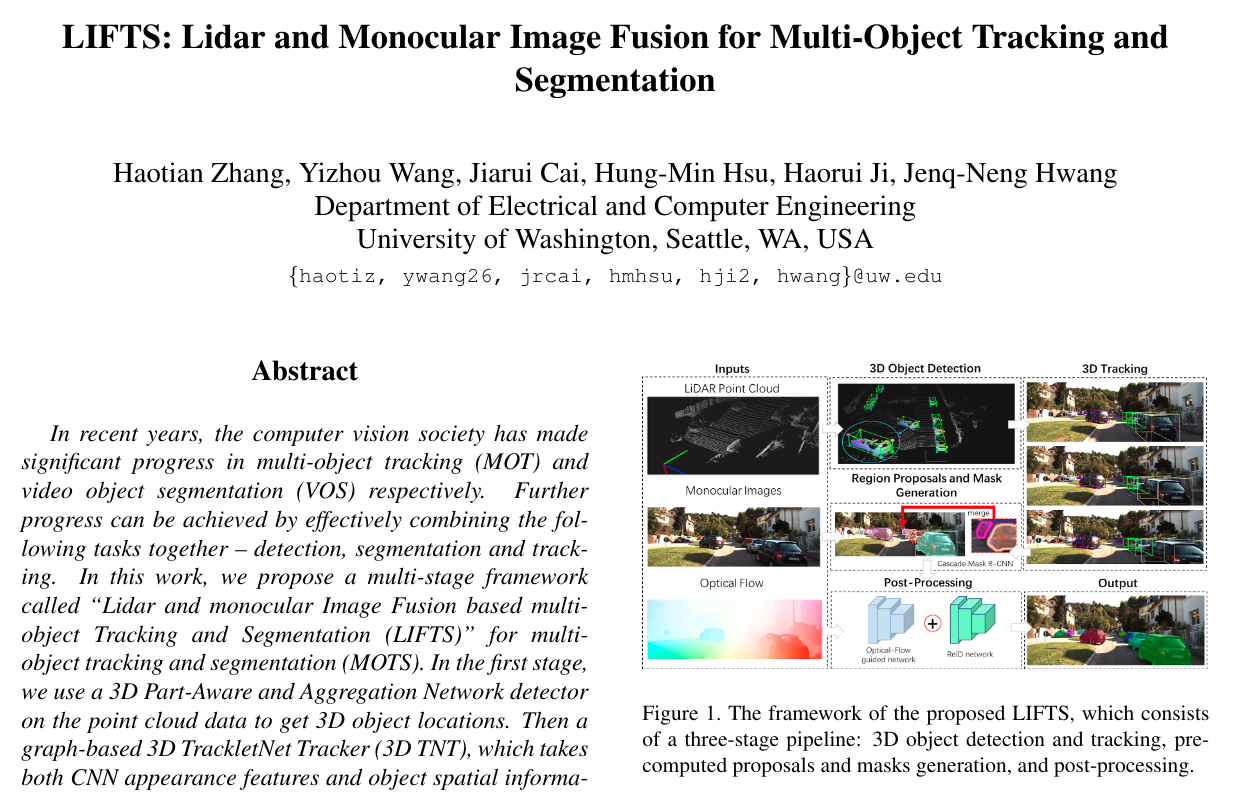 LIFTS: Lidar and Monocular Image Fusion for Multi-Object Tracking and
Segmentation
Haotian Zhang, Yizhou Wang, Jiarui Cai, Hung-Min Hsu, Haorui Ji, Jenq-Neng Hwang
Department of Electrical and Computer Engineering
University of Washington, Seattle, WA, USA
{haotiz, ywang26, jrcai, hmhsu, hji2, hwang}@uw.edu
Abstract
In recent years, the computer vision society has made
significant progress in multi-object tracking (MOT) and
video object segmentation (VOS) respectively. Further
progress can be achieved by effectively combining the fol-
lowing tasks together – detection, segmentation and track-
ing. In this work, we propose a multi-stage framework
called “Lidar and monocular Image Fusion based multi-
object Tracking and Segmentation (LIFTS)” for multi-
object tracking and segmentation (MOTS). In the first stage,
we use a 3D Part-Aware and Aggregation Network detector
on the point cloud data to get 3D object locations. Then a
graph-based 3D TrackletNet Tracker (3D TNT), which takes
both CNN appearance features and object spatial informa-
Inputs
LiDAR Point Cloud
Monocular Images
Optical Flow
3D Object Detection
Region Proposals and Mask
Generation
merge
Cascade Mask R-CNN
Post-Processing
Optical-Flow
guided network
ReID network
3D Tracking
Output
Figure 1. The framework of the proposed LIFTS, which consists
of a three-stage pipeline: 3D object detection and tracking, pre-
computed proposals and masks generation, and post-processing.